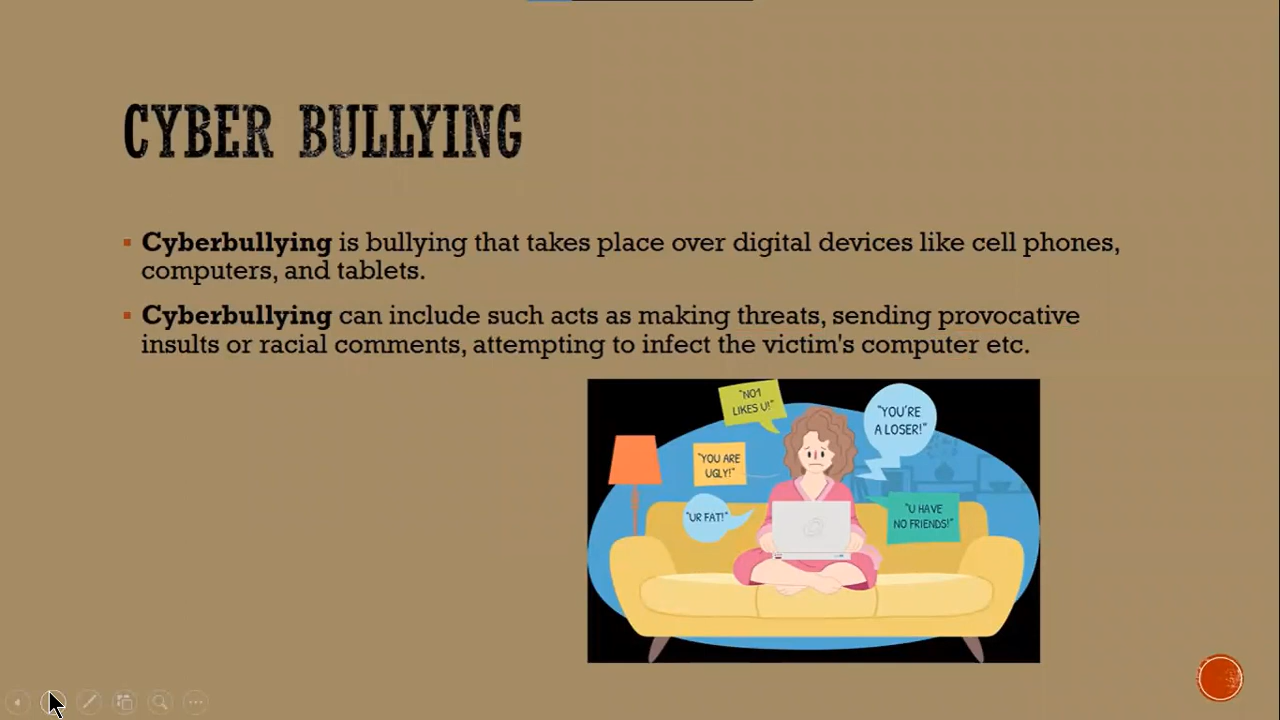 CYBER BULLYING
Cyberbullying is bullying that takes place over digital devices like cell phones,
computers, and tablets.
Cyberbullying can include such acts as making threats, sending provocative
insults or racial comments, attempting to infect the victim's computer etc.
"NO1
LIKES U!"
"YOU'RE
A LOSER!"
"YOU ARE
UGLY!"
"UR FAT!"
"U HAVE
NO FRIENDS!"